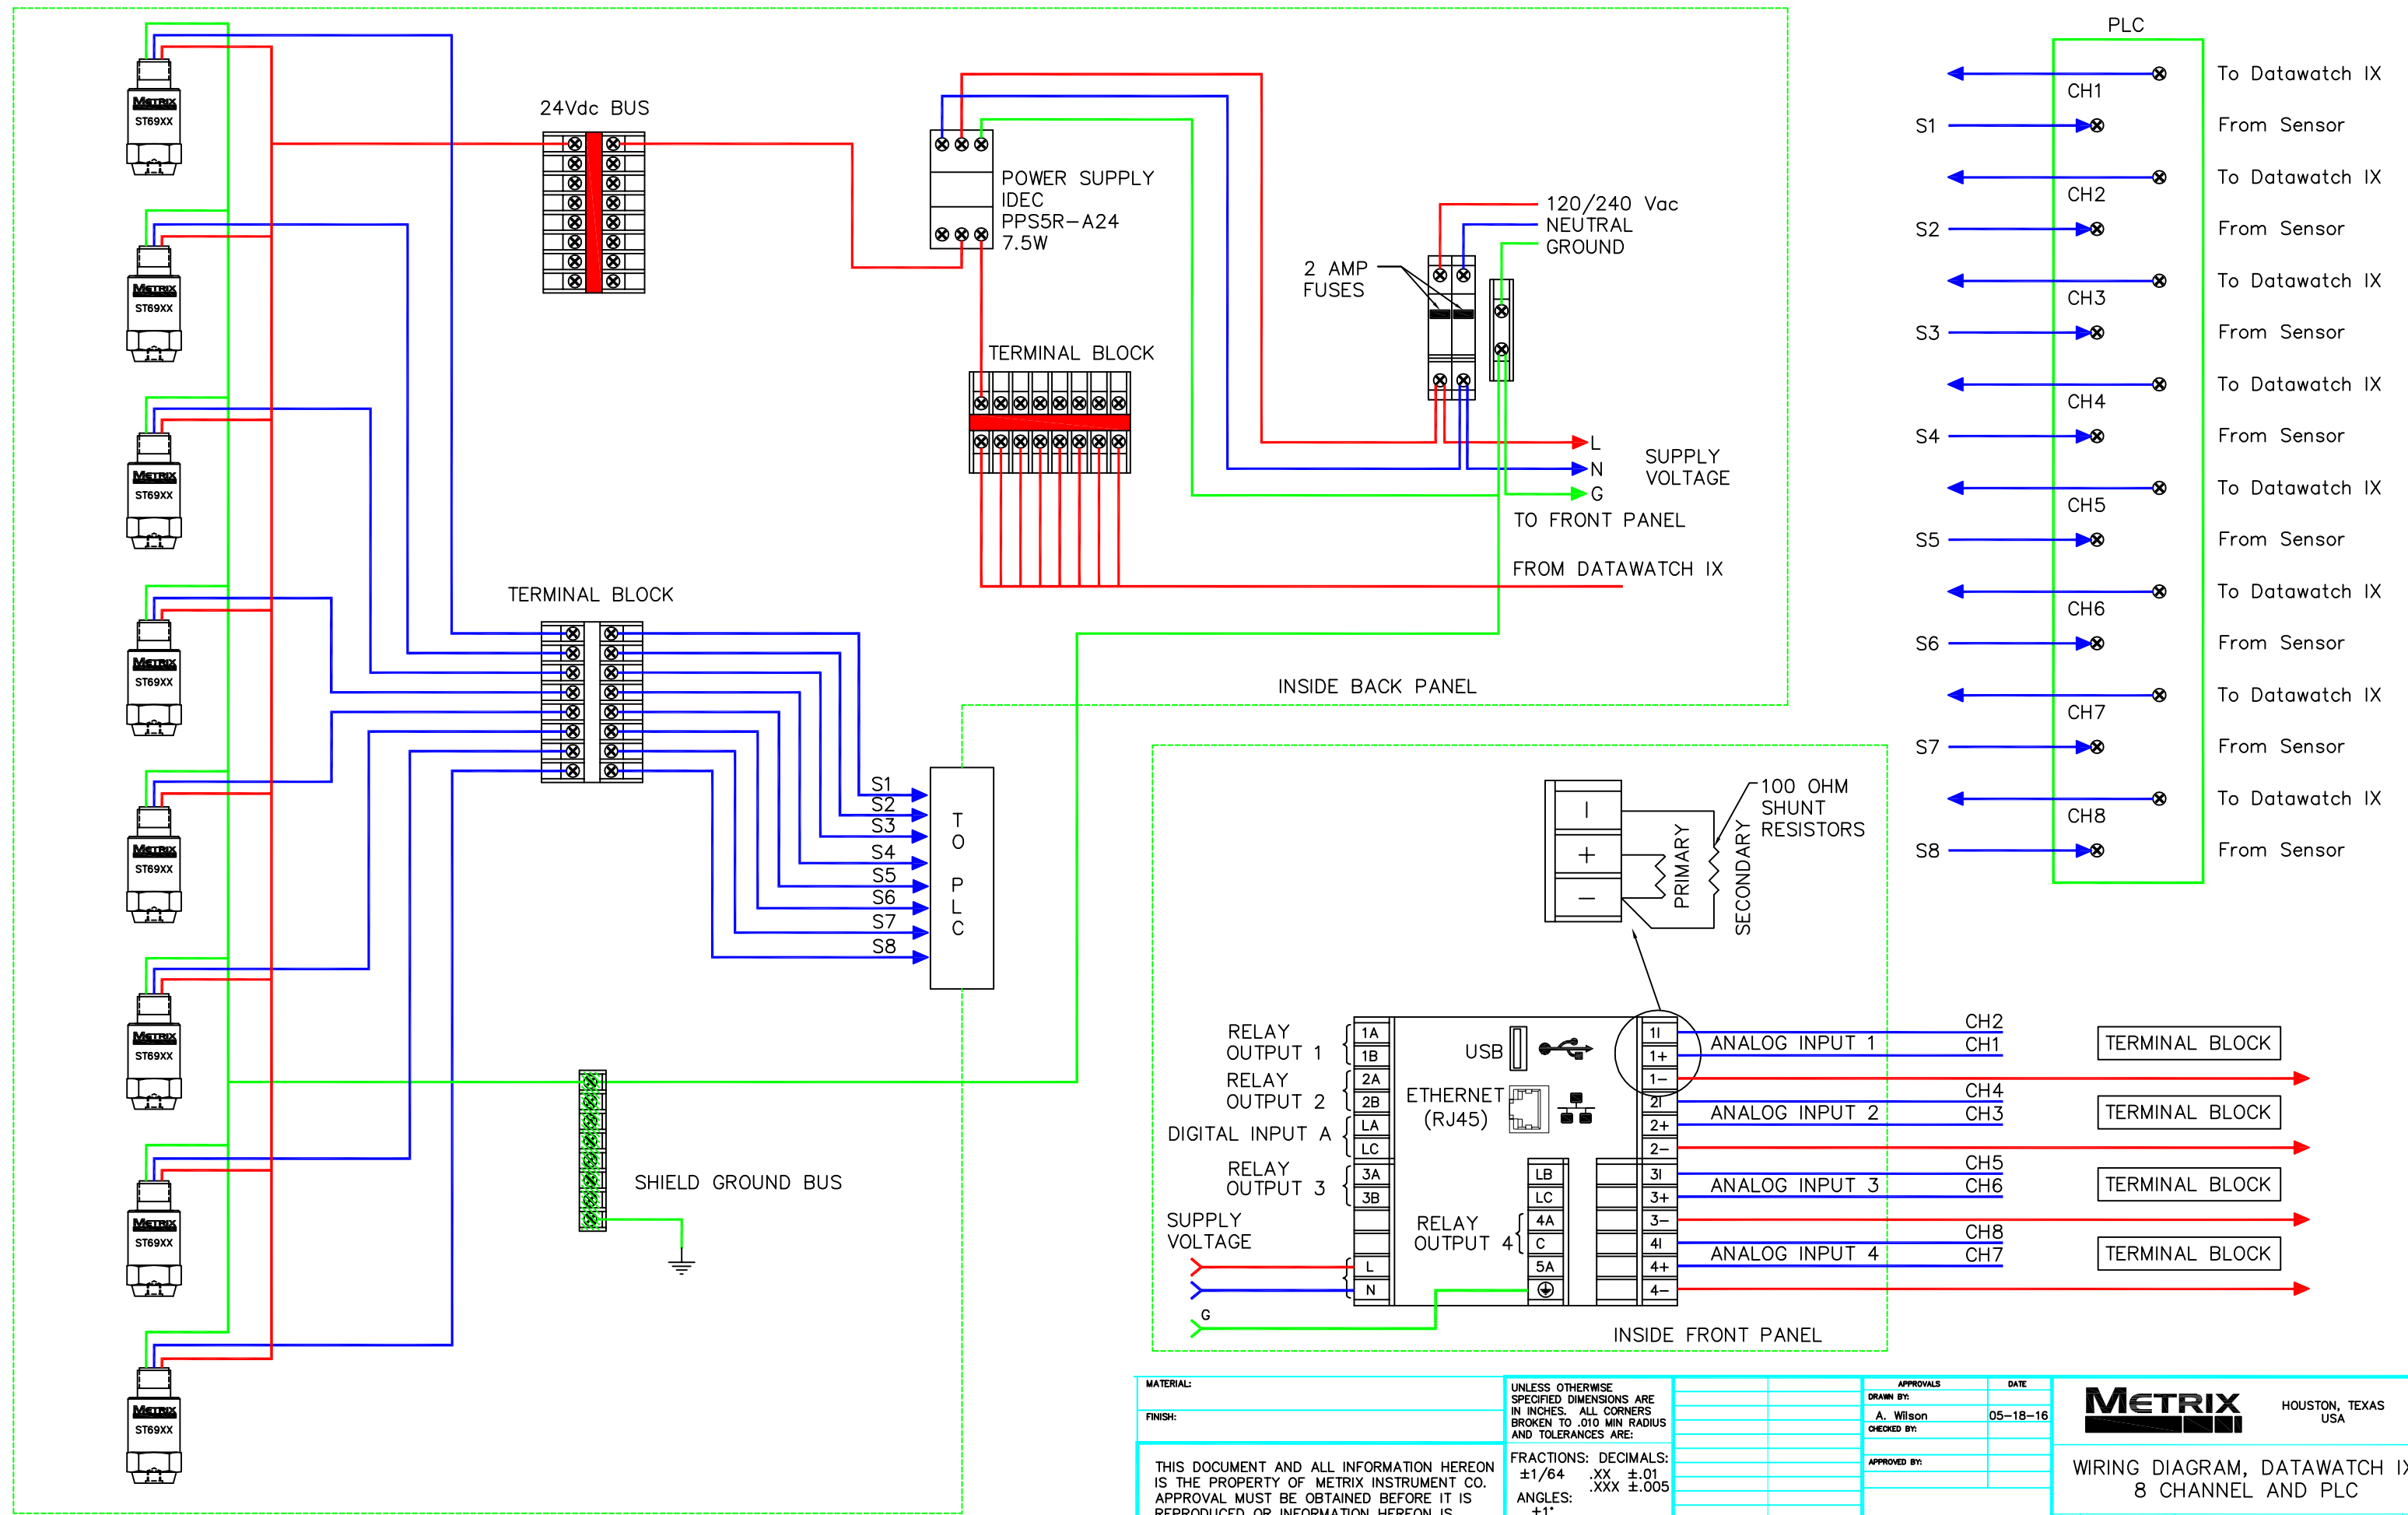 METRIX
ST69XX
METRIX
ST69XX
METRIX
ST69XX
METRIX
ST69XX
METRIX
ST69XX
METRIX
ST69XX
METRIX
ST69XX
METRIX
ST69XX
24Vdc BUS
POWER SUPPLY
IDEC
PPS5R-A24
7.5W
120/240 Vac
NEUTRAL
GROUND
2 AMP
FUSES
TERMINAL BLOCK
L
N
G
SUPPLY
VOLTAGE
TO FRONT PANEL
FROM DATAWATCH IX
TERMINAL BLOCK
INSIDE BACK PANEL
S1
S2
S3
S4
S5
S6
S7
S8
TO PLC
SHIELD GROUND BUS
PLC
To Datawatch IX
CH1
S1
From Sensor
To Datawatch IX
CH2
S2
From Sensor
To Datawatch IX
CH3
S3
From Sensor
To Datawatch IX
CH4
S4
From Sensor
To Datawatch IX
CH5
S5
From Sensor
To Datawatch IX
CH6
S6
From Sensor
To Datawatch IX
CH7
S7
From Sensor
To Datawatch IX
CH8
S8
From Sensor
I
+
−
PRIMARY
SECONDARY
100 OHM
SHUNT
RESISTORS
RELAY
OUTPUT 1
RELAY
OUTPUT 2
DIGITAL INPUT A
RELAY
OUTPUT 3
SUPPLY
VOLTAGE
G
1A
1B
2A
2B
LA
LC
3A
3B
L
N
USB
ETHERNET
(RJ45)
RELAY
OUTPUT 4
LB
LC
4A
C
5A
1I
1+
1−
2I
2+
2−
3I
3+
3−
4I
4+
4−
ANALOG INPUT 1
CH2
CH1
TERMINAL BLOCK
ANALOG INPUT 2
CH4
CH3
TERMINAL BLOCK
ANALOG INPUT 3
CH5
CH6
TERMINAL BLOCK
ANALOG INPUT 4
CH8
CH7
TERMINAL BLOCK
INSIDE FRONT PANEL
MATERIAL:
FINISH:
THIS DOCUMENT AND ALL INFORMATION HEREON
IS THE PROPERTY OF METRIX INSTRUMENT CO.
APPROVAL MUST BE OBTAINED BEFORE IT IS
REPRODUCED OR INFORMATION HEREON IS
UNLESS OTHERWISE
SPECIFIED DIMENSIONS ARE
IN INCHES. ALL CORNERS
BROKEN TO .010 MIN RADIUS
AND TOLERANCES ARE:
FRACTIONS: DECIMALS:
±1/64 .XX ±.01
.XXX ±.005
ANGLES:
±1°
APPROVALS DATE
DRAWN BY:
A. Wilson 05-18-16
CHECKED BY:
APPROVED BY:
METRIX
HOUSTON, TEXAS
USA
WIRING DIAGRAM, DATAWATCH IX
8 CHANNEL AND PLC